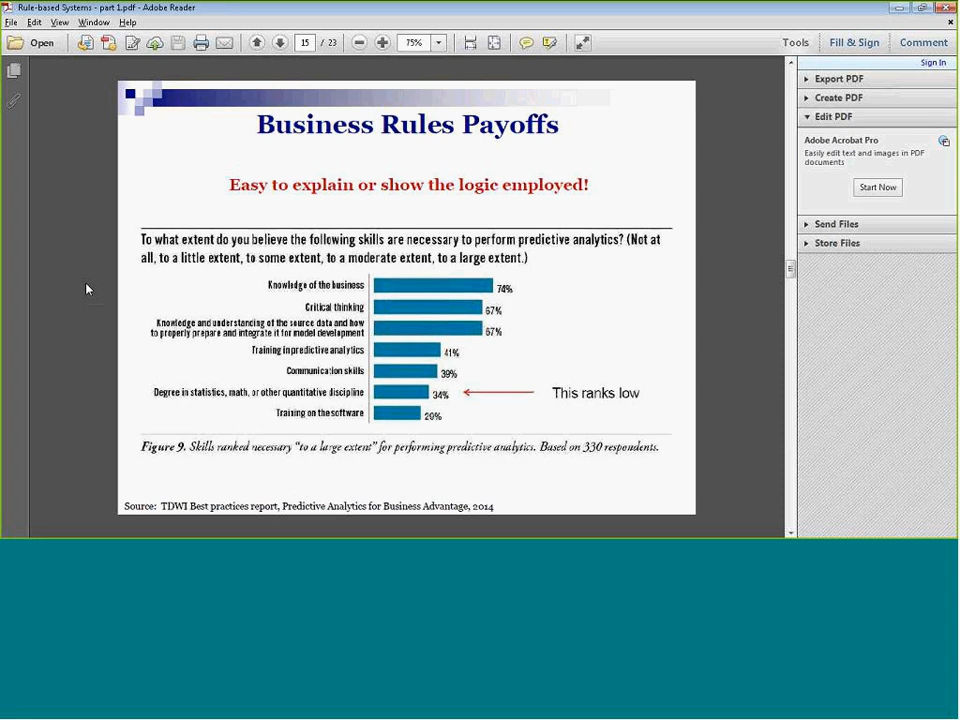 Rule-based Systems - part 1.pdf - Adobe Reader
File Edit View Window Help
Open 15 / 23 75% Tools Fill & Sign Comment
Sign In
Export PDF
Create PDF
Edit PDF
Adobe Acrobat Pro
Easily edit text and images in PDF
documents
Start Now
Send Files
Store Files
Business Rules Payoffs
Easy to explain or show the logic employed!
To what extent do you believe the following skills are necessary to perform predictive analytics? (Not at
all, to a little extent, to some extent, to a moderate extent, to a large extent.)
Knowledge of the business 74%
Critical thinking 67%
Knowledge and understanding of the source data and how
to properly prepare and integrate it for model development 67%
Training in predictive analytics 41%
Communication skills 39%
Degree in statistics, math, or other quantitative discipline 34% This ranks low
Training on the software 29%
Figure 9. Skills ranked necessary “to a large extent” for performing predictive analytics. Based on 330 respondents.
Source: TDWI Best practices report, Predictive Analytics for Business Advantage, 2014